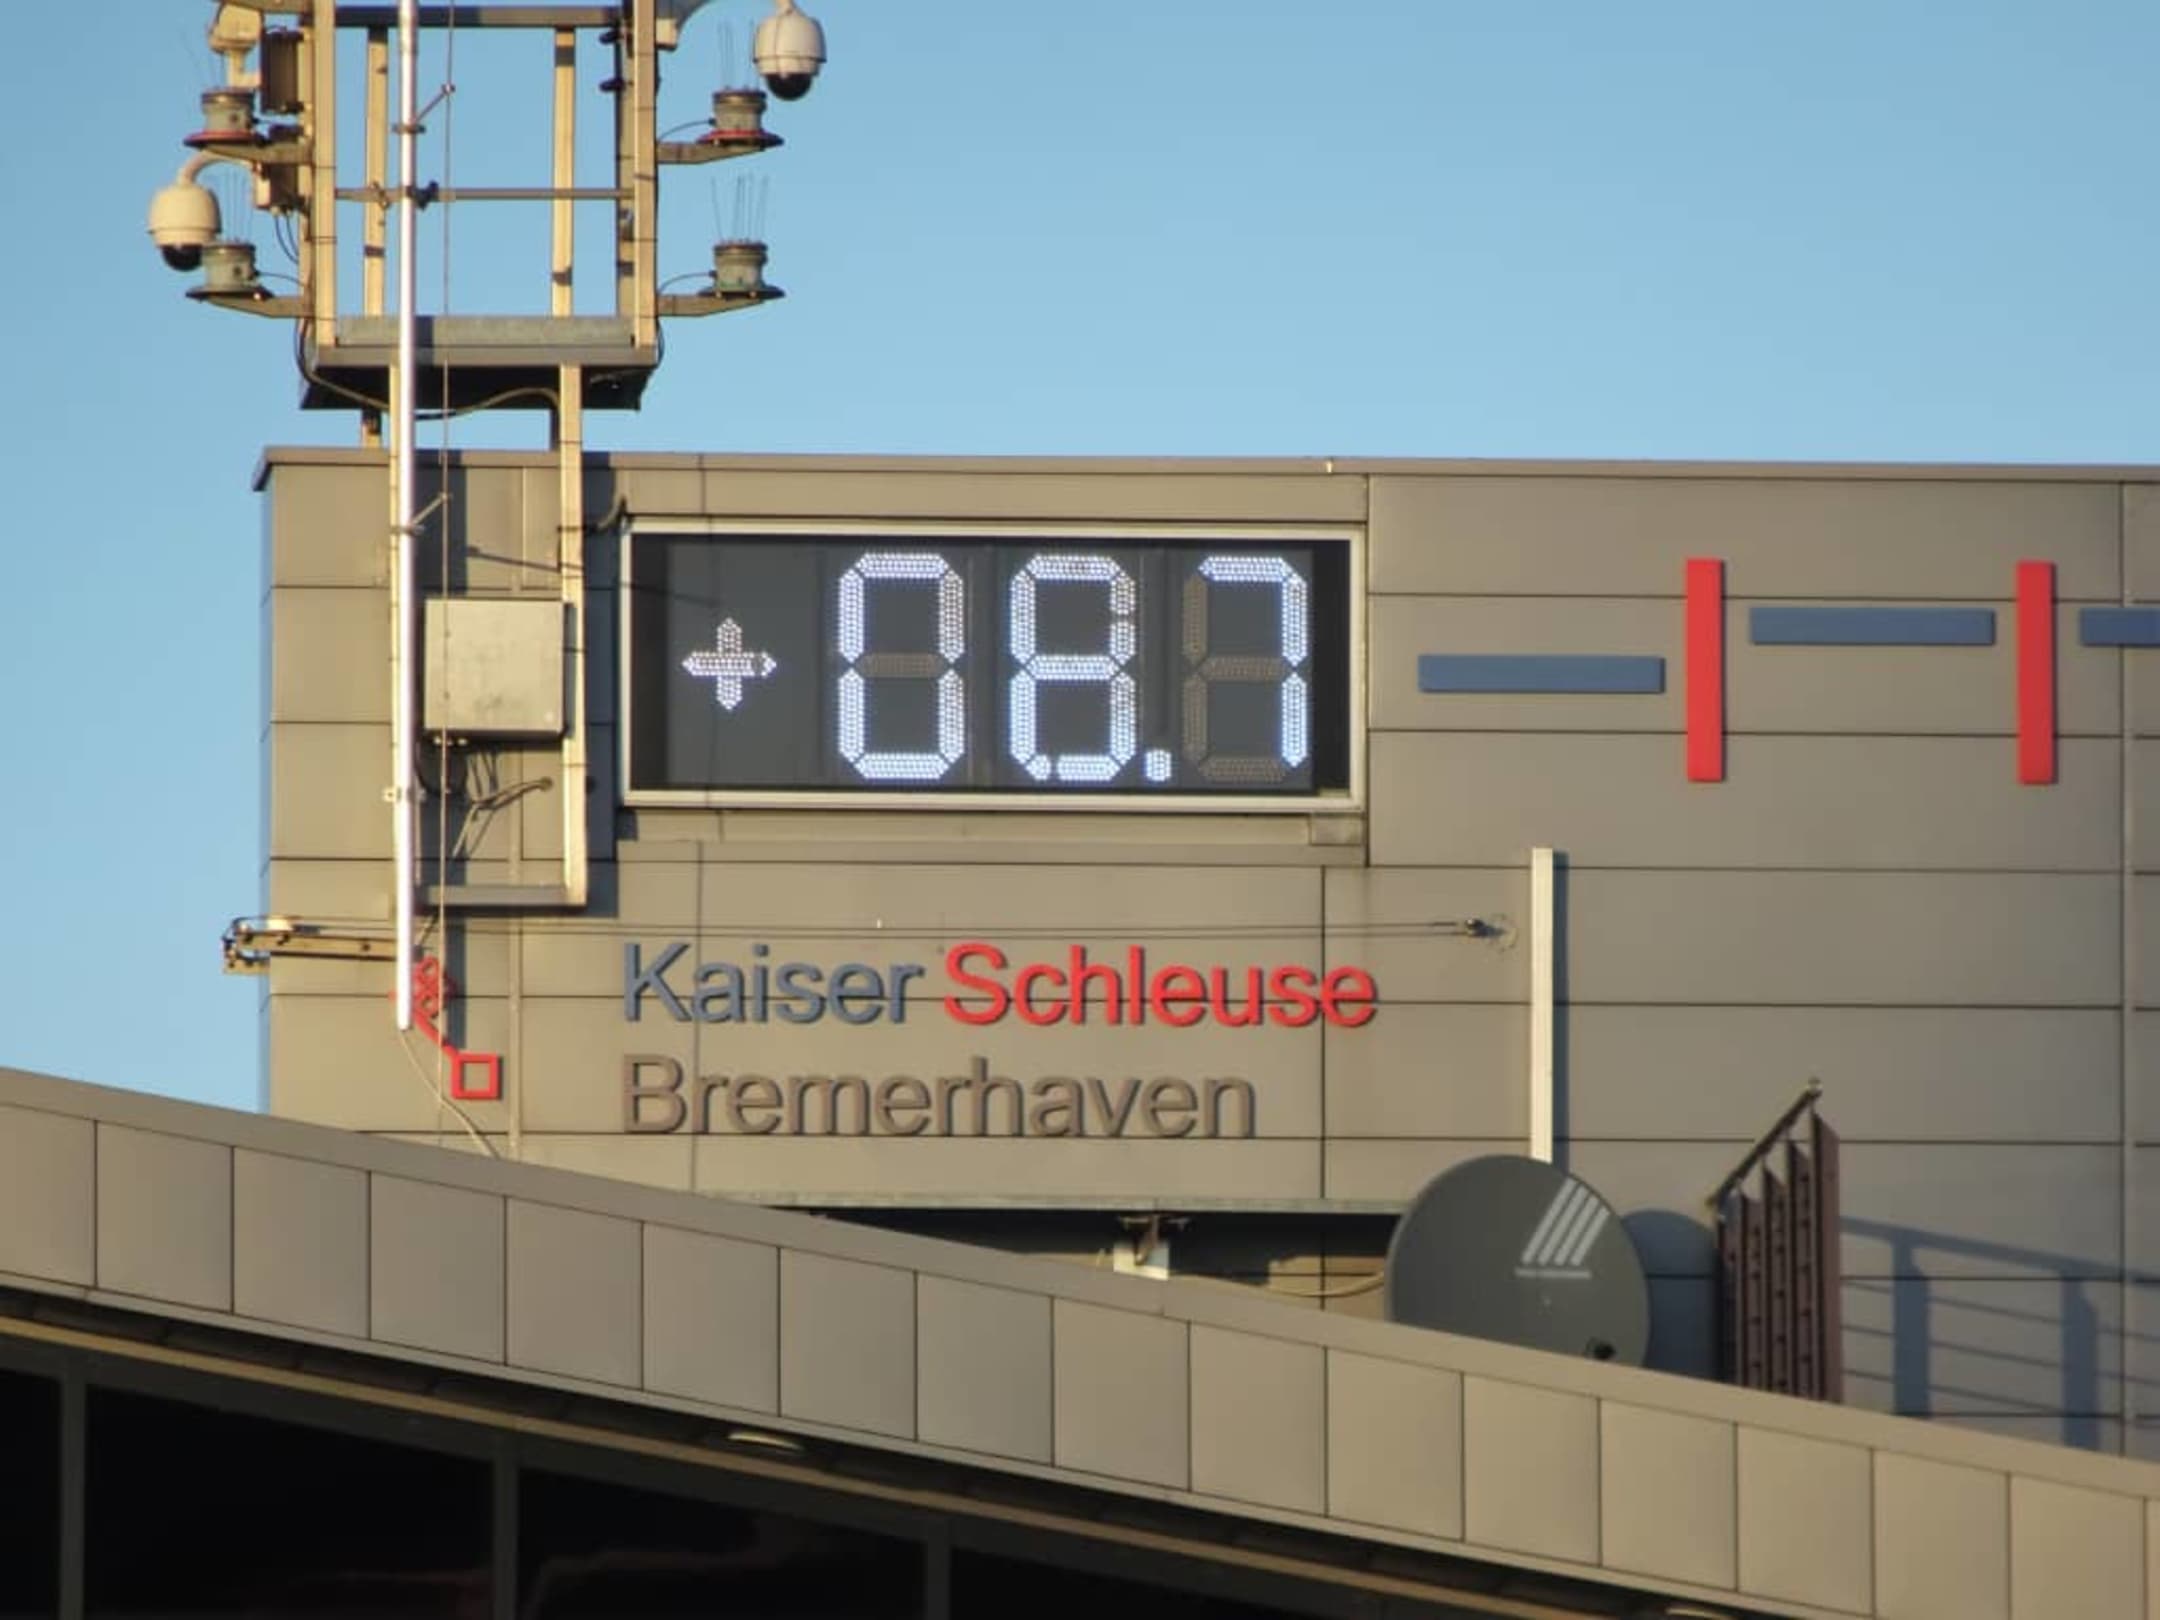 +08.7
Kaiser Schleuse
Bremerhaven